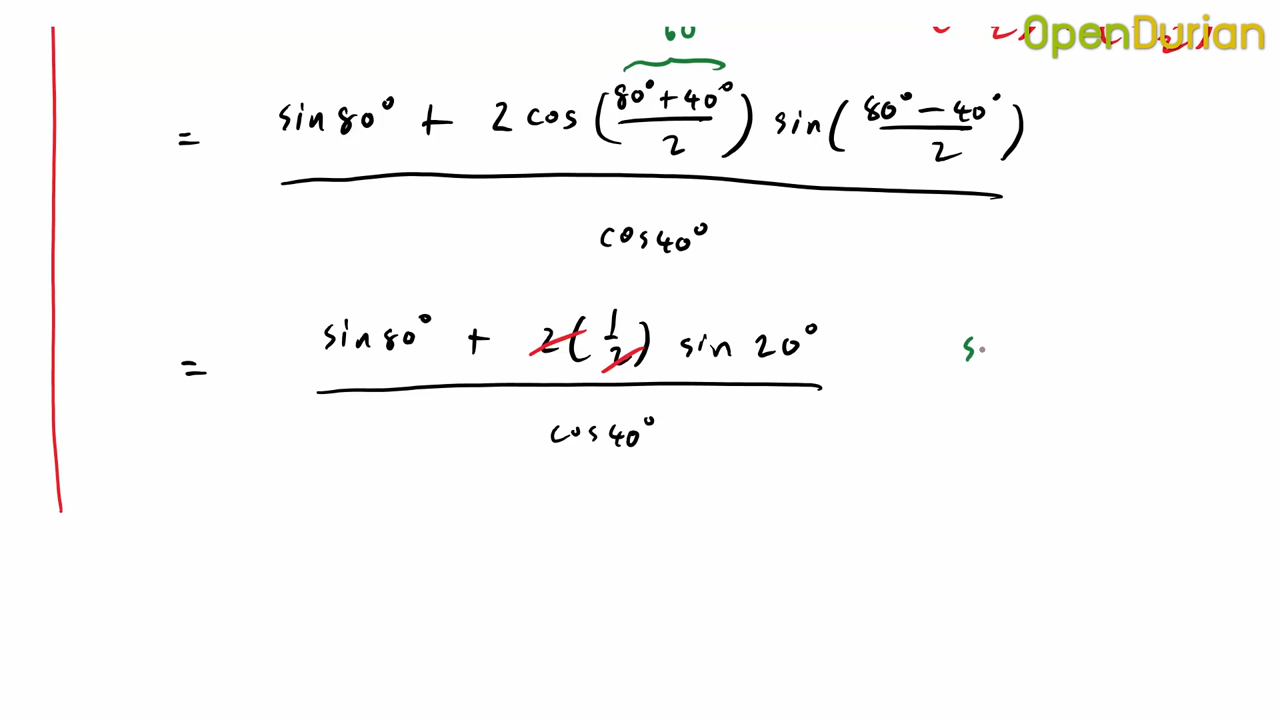 OpenDurian
60
= sin 80° + 2 cos ( 80° + 40° / 2 ) sin ( 80° - 40° / 2 )
cos 40°
= sin 80° + 2 ( 1 / 2 ) sin 20° s
cos 40°